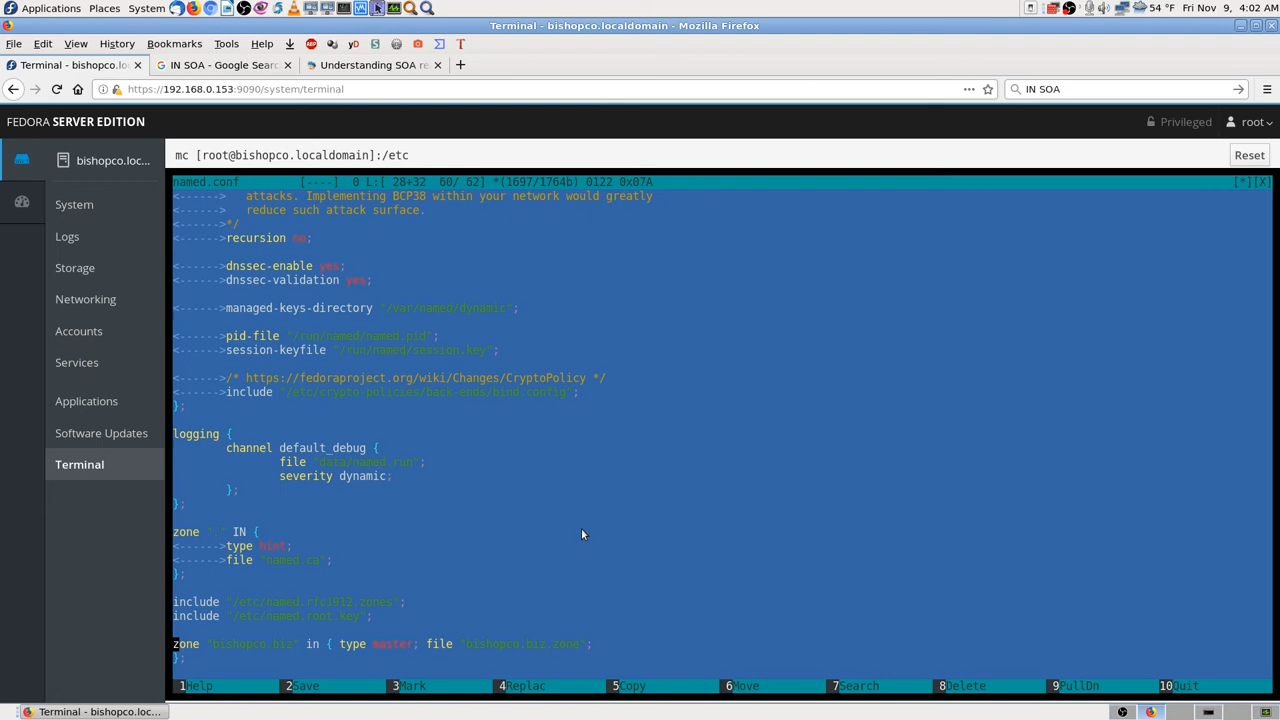 Applications Places System 54 °F Fri Nov 9, 4:02 AM
Terminal - bishopco.localdomain - Mozilla Firefox
File Edit View History Bookmarks Tools Help
Terminal - bishopco.lo IN SOA - Google Searc Understanding SOA re
https://192.168.0.153:9090/system/terminal IN SOA
FEDORA SERVER EDITION Privileged root
bishopco.loc... mc [root@bishopco.localdomain]:/etc Reset
System
Logs
Storage
Networking
Accounts
Services
Applications
Software Updates
Terminal
named.conf [----] 0 L:[ 28+32 60/ 62] *(1697/1764b) 0122 0x07A [*][X]
<------> attacks. Implementing BCP38 within your network would greatly
<------> reduce such attack surface.
<------>*/
<------>recursion no;
<------>dnssec-enable yes;
<------>dnssec-validation yes;
<------>managed-keys-directory "/var/named/dynamic";
<------>pid-file "/run/named/named.pid";
<------>session-keyfile "/run/named/session.key";
<------>/* https://fedoraproject.org/wiki/Changes/CryptoPolicy */
<------>include "/etc/crypto-policies/back-ends/bind.config";
};
logging {
channel default_debug {
file "data/named.run";
severity dynamic;
};
};
zone "." IN {
<------>type hint;
<------>file "named.ca";
};
include "/etc/named.rfc1912.zones";
include "/etc/named.root.key";
zone "bishopco.biz" in { type master; file "bishopco.biz.zone";
};
1Help 2Save 3Mark 4Replac 5Copy 6Move 7Search 8Delete 9PullDn 10Quit
Terminal - bishopco.loc...